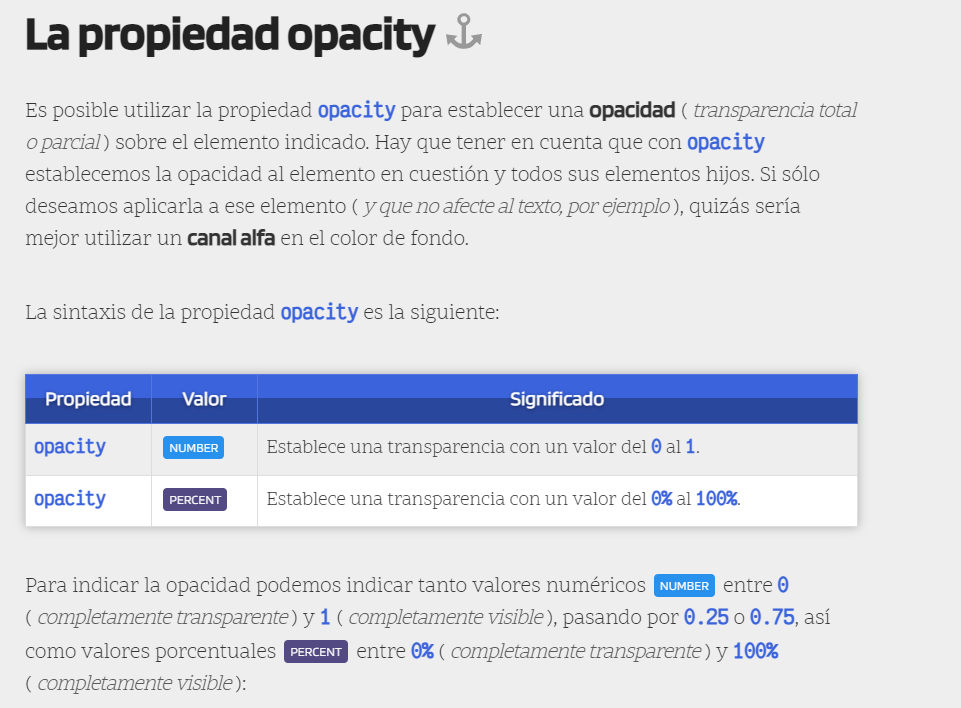 La propiedad opacity
Es posible utilizar la propiedad opacity para establecer una opacidad ( transparencia total
o parcial ) sobre el elemento indicado. Hay que tener en cuenta que con opacity
establecemos la opacidad al elemento en cuestión y todos sus elementos hijos. Si sólo
deseamos aplicarla a ese elemento ( y que no afecte al texto, por ejemplo ), quizás sería
mejor utilizar un canal alfa en el color de fondo.
La sintaxis de la propiedad opacity es la siguiente:
Propiedad Valor Significado
opacity NUMBER Establece una transparencia con un valor del 0 al 1.
opacity PERCENT Establece una transparencia con un valor del 0% al 100%.
Para indicar la opacidad podemos indicar tanto valores numéricos NUMBER entre 0
( completamente transparente ) y 1 ( completamente visible ), pasando por 0.25 o 0.75, así
como valores porcentuales PERCENT entre 0% ( completamente transparente ) y 100%
( completamente visible ):